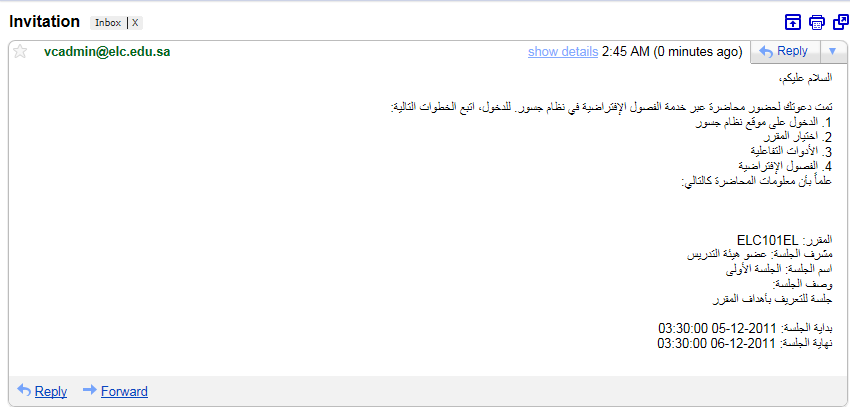 Invitation Inbox | X
vcadmin@elc.edu.sa show details 2:45 AM (0 minutes ago) Reply
السلام عليكم،
تمت دعوتك لحضور محاضرة عبر خدمة الفصول الإفتراضية في نظام جسور. للدخول، اتبع الخطوات التالية:
1. الدخول على موقع نظام جسور
2. اختيار المقرر
3. الأدوات التفاعلية
4. الفصول الإفتراضية
علماً بأن معلومات المحاضرة كالتالي:
المقرر: ELC101EL
مشرف الجلسة: عضو هيئة التدريس
اسم الجلسة: الجلسة الأولى
وصف الجلسة:
جلسة للتعريف بأهداف المقرر
بداية الجلسة: 2011-12-05 03:30:00
نهاية الجلسة: 2011-12-06 03:30:00
Reply Forward